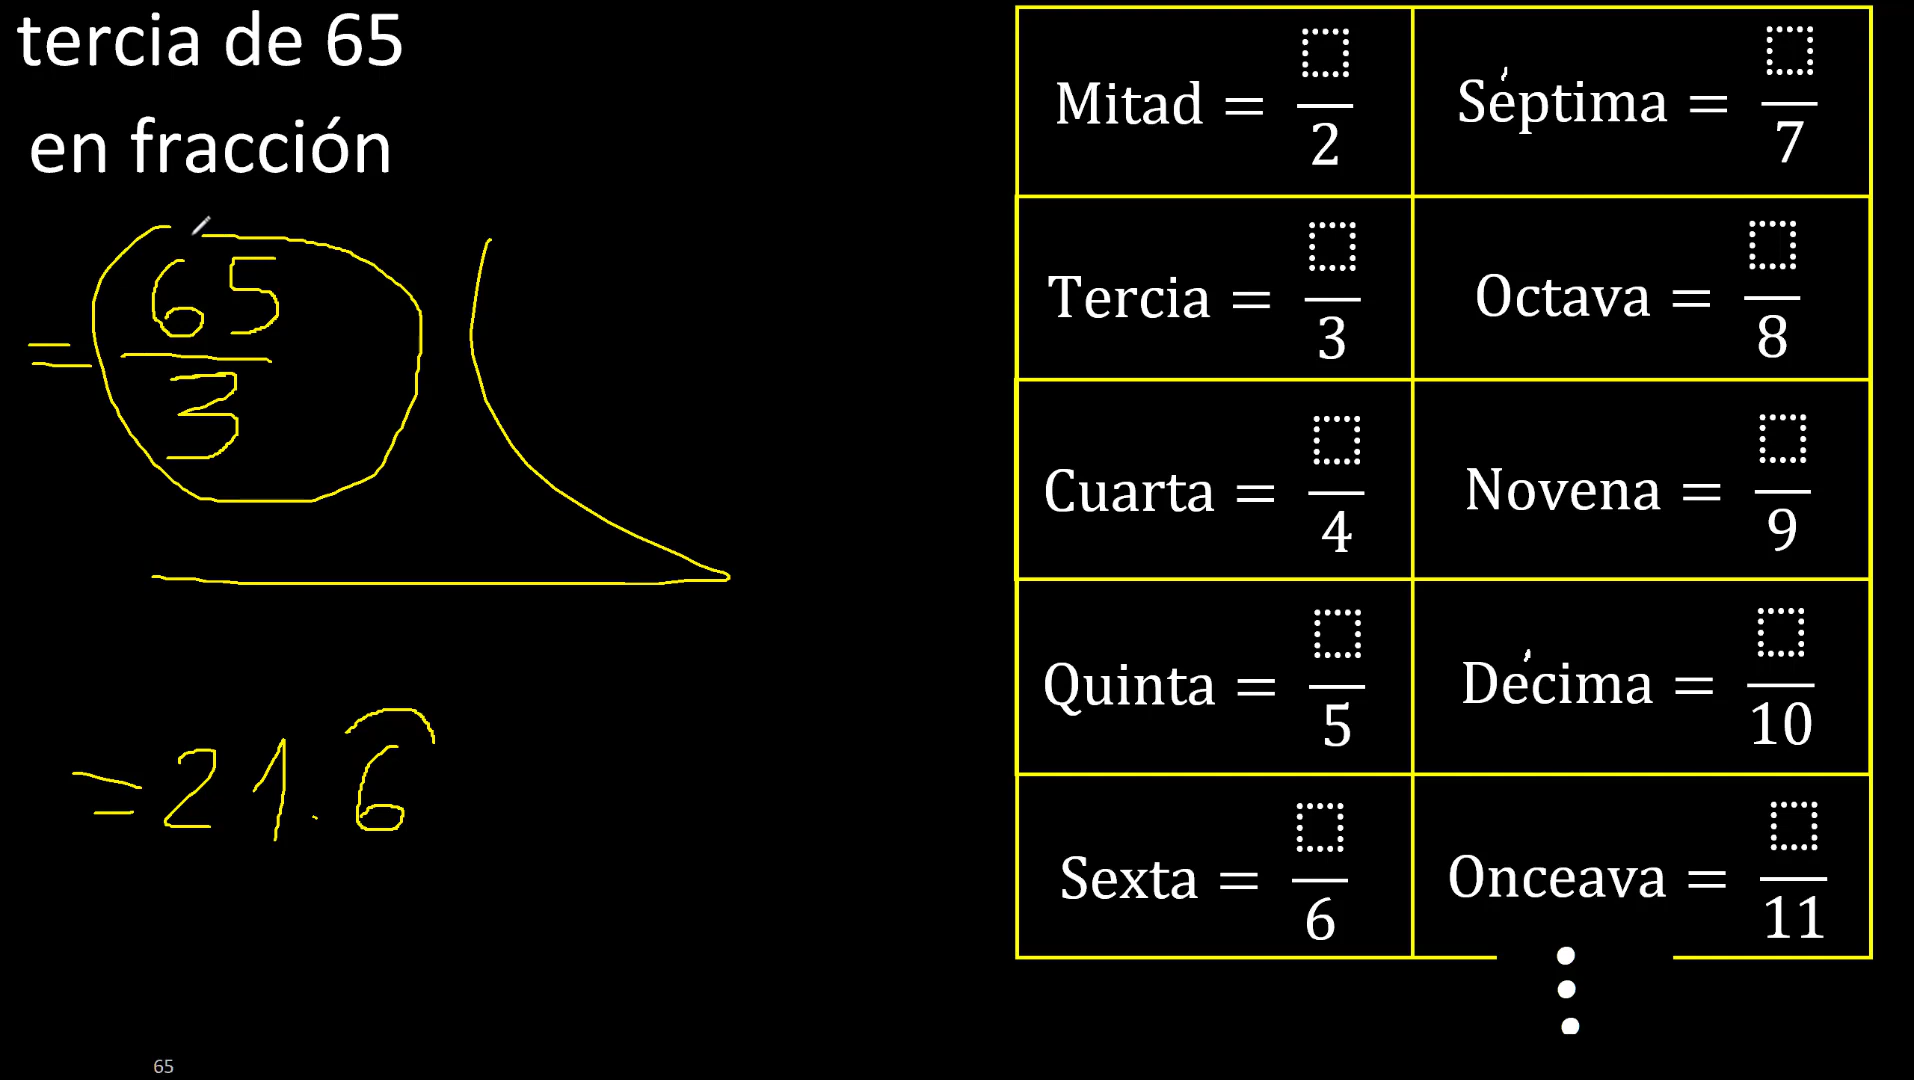 tercia de 65
en fracción
= 65/3
= 21.6̂
Mitad = □/2
Séptima = □/7
Tercia = □/3
Octava = □/8
Cuarta = □/4
Novena = □/9
Quinta = □/5
Décima = □/10
Sexta = □/6
Onceava = □/11
⋮
65